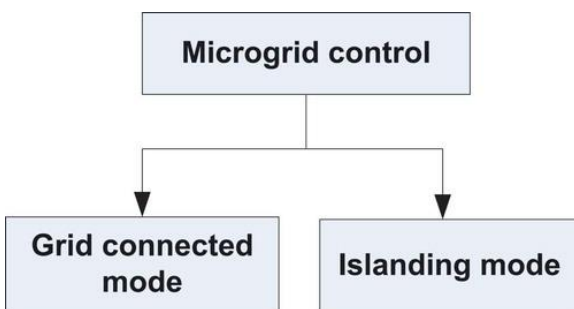 Microgrid control
Grid connected
mode
Islanding mode